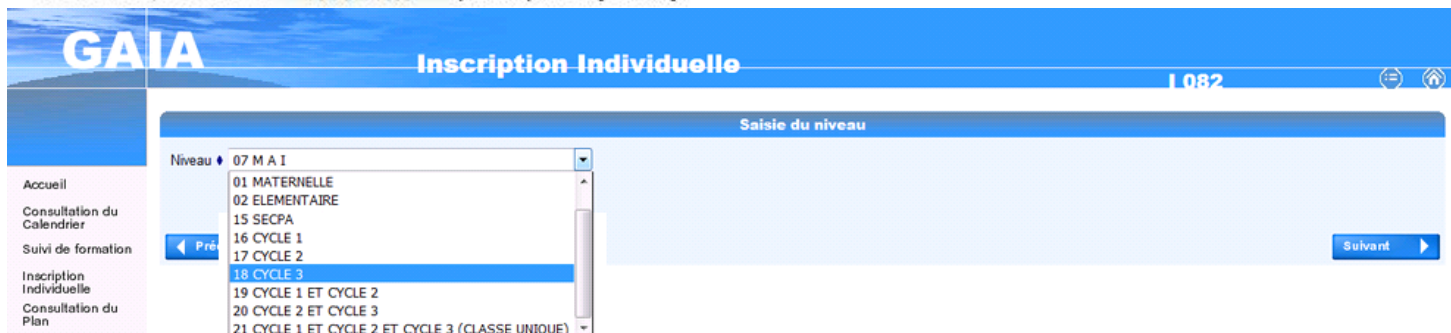 GAIA
Inscription Individuelle
I 082
Saisie du niveau
Niveau 07 M A I
01 MATERNELLE
02 ELEMENTAIRE
15 SECPA
16 CYCLE 1
17 CYCLE 2
18 CYCLE 3
19 CYCLE 1 ET CYCLE 2
20 CYCLE 2 ET CYCLE 3
21 CYCLE 1 ET CYCLE 2 ET CYCLE 3 (CLASSE UNIQUE)
Suivant
Accueil
Consultation du
Calendrier
Suivi de formation
Inscription
Individuelle
Consultation du
Plan